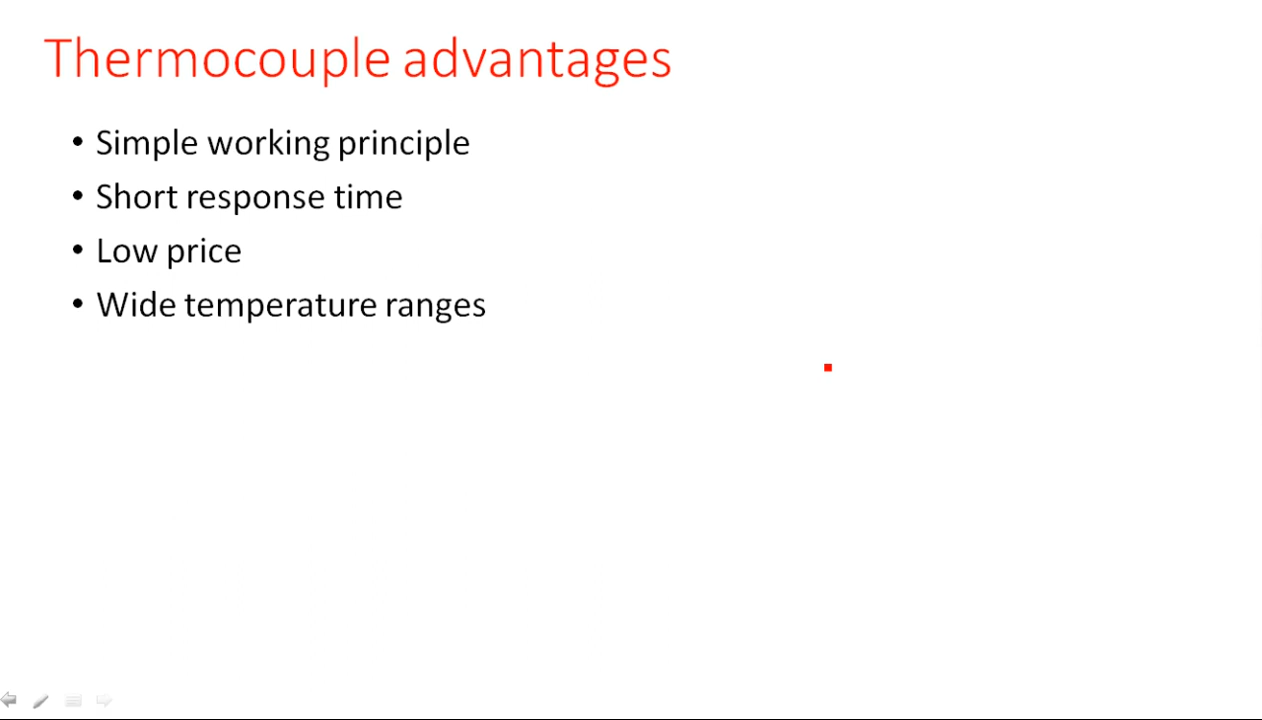 Thermocouple advantages
• Simple working principle
• Short response time
• Low price
• Wide temperature ranges